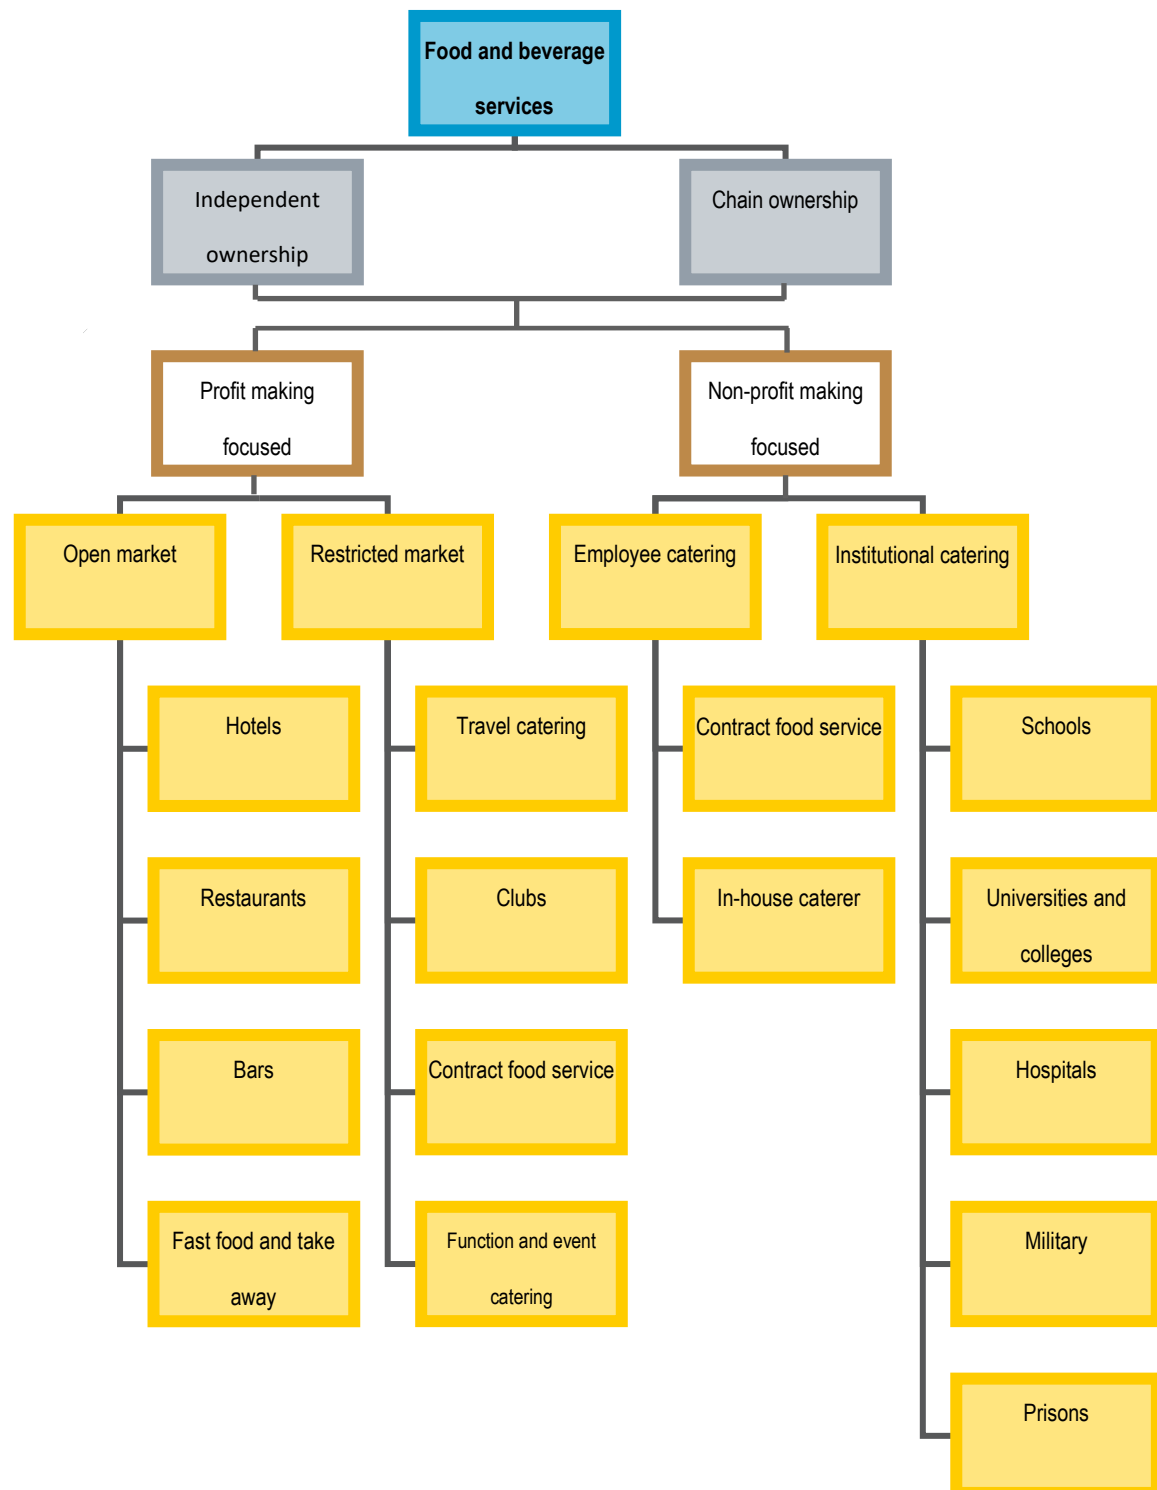 Food and beverage
services
Independent
ownership
Chain ownership
Profit making
focused
Non-profit making
focused
Open market
Restricted market
Employee catering
Institutional catering
Hotels
Travel catering
Contract food service
Schools
Restaurants
Clubs
In-house caterer
Universities and
colleges
Bars
Contract food service
Hospitals
Fast food and take
away
Function and event
catering
Military
Prisons